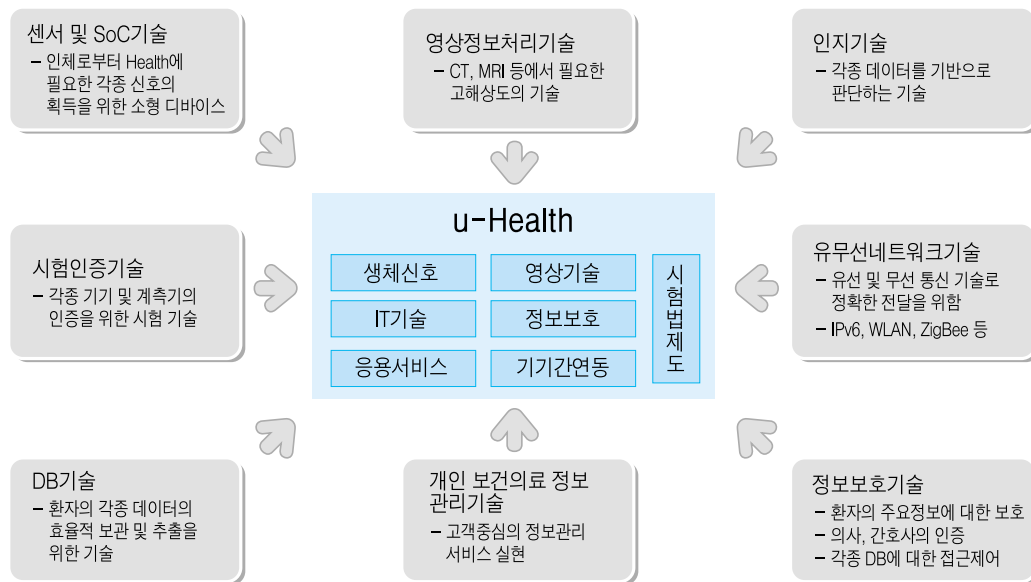 센서 및 SoC기술
– 인체로부터 Health에
필요한 각종 신호의
획득을 위한 소형 디바이스
영상정보처리기술
– CT, MRI 등에서 필요한
고해상도의 기술
인지기술
– 각종 데이터를 기반으로
판단하는 기술
시험인증기술
– 각종 기기 및 계측기의
인증을 위한 시험 기술
u-Health
생체신호
영상기술
IT기술
정보보호
응용서비스
기기간연동
시험법제도
유무선네트워크기술
– 유선 및 무선 통신 기술로
정확한 전달을 위함
– IPv6, WLAN, ZigBee 등
DB기술
– 환자의 각종 데이터의
효율적 보관 및 추출을
위한 기술
개인 보건의료 정보
관리기술
– 고객중심의 정보관리
서비스 실현
정보보호기술
– 환자의 주요정보에 대한 보호
– 의사, 간호사의 인증
– 각종 DB에 대한 접근제어